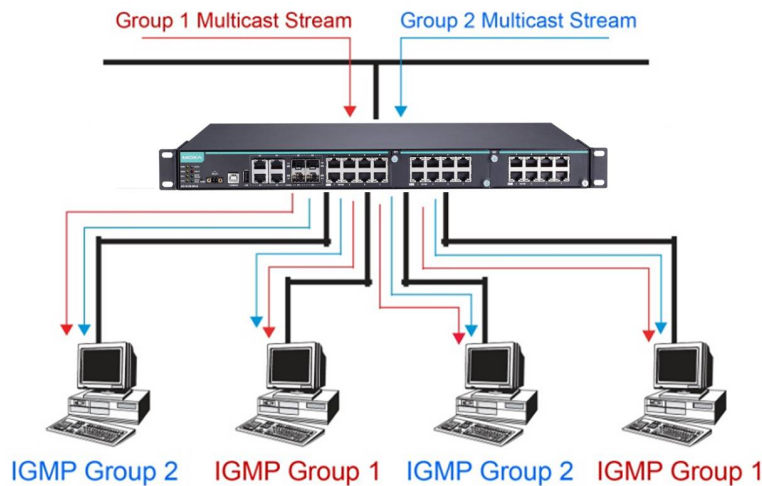 Group 1 Multicast Stream
Group 2 Multicast Stream
MOXA
IGMP Group 2
IGMP Group 1
IGMP Group 2
IGMP Group 1